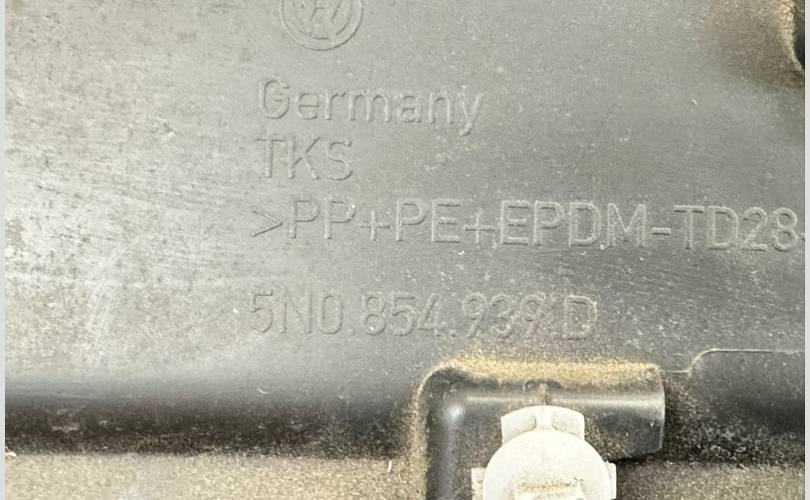 Germany
TKS
>PP+PE+EPDM-TD28
5N0.854.939 D